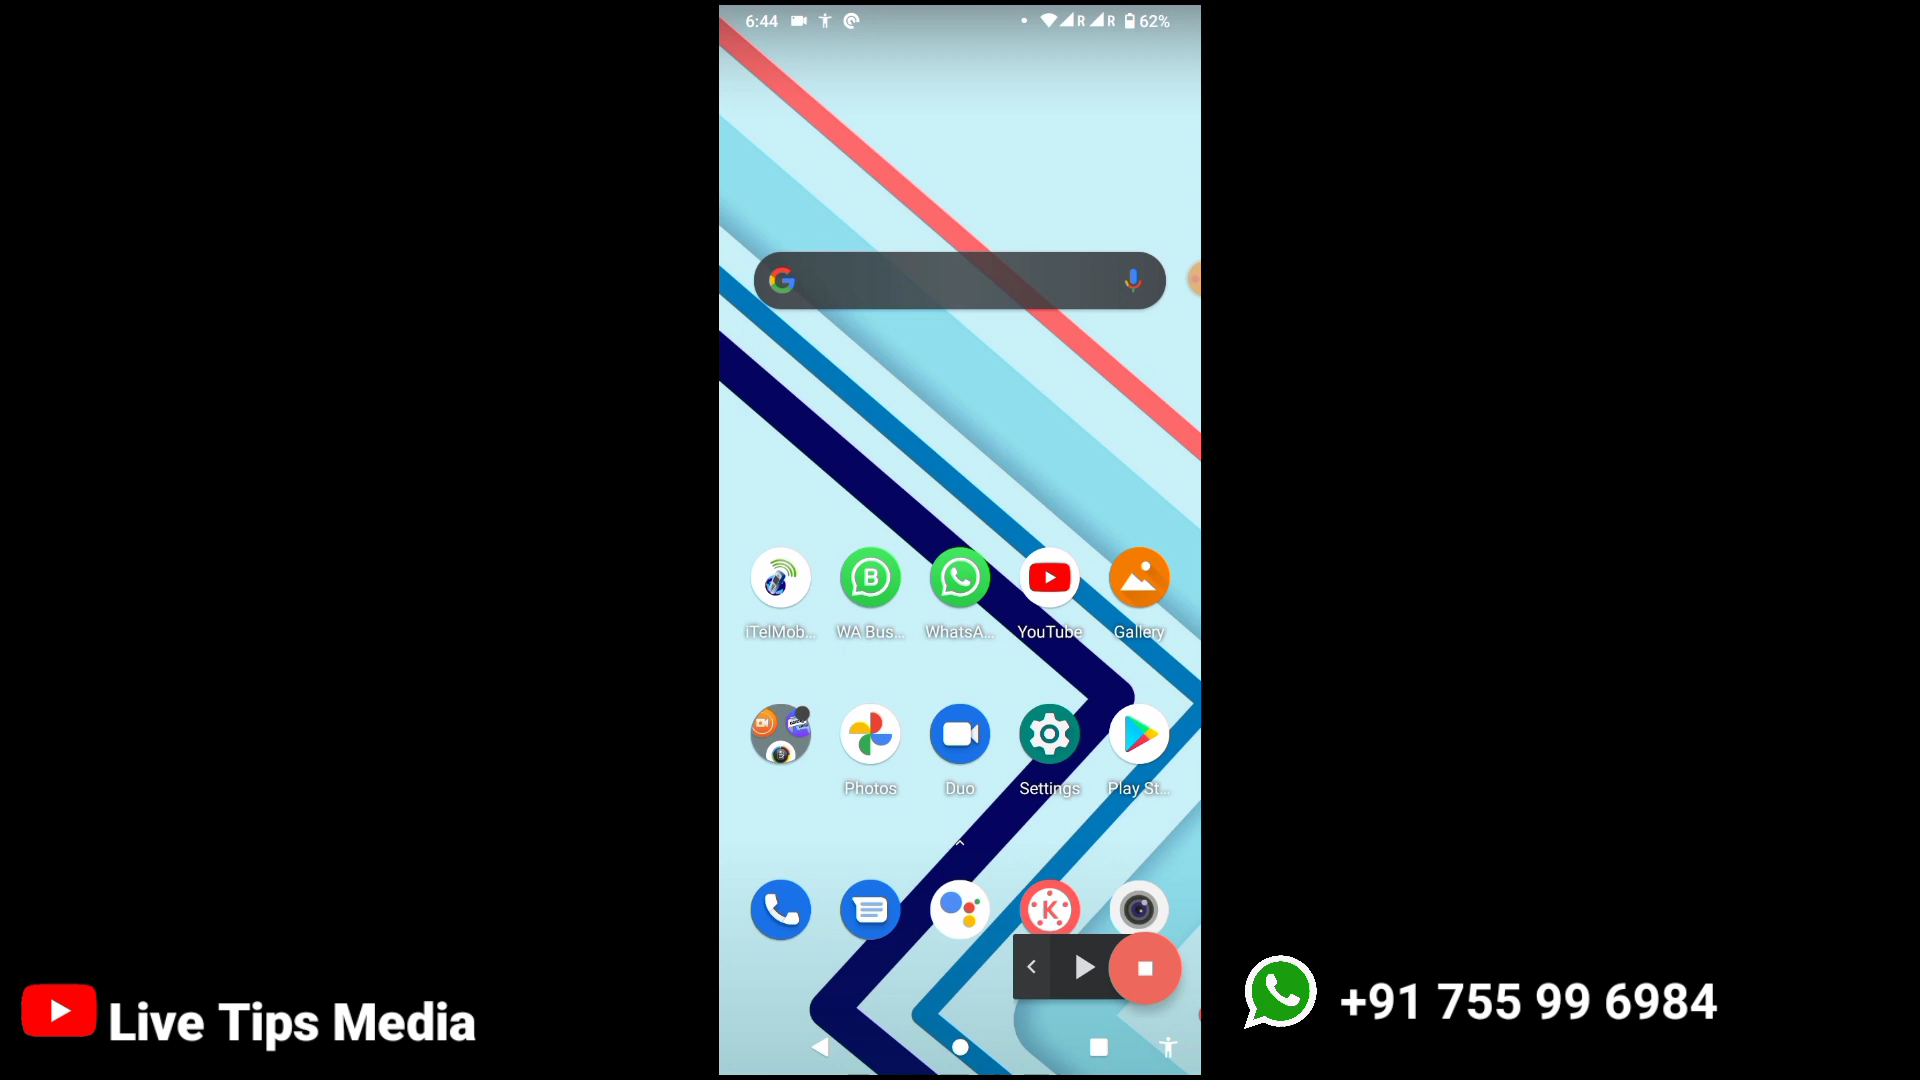 6:44
R R 62%
iTelMob... WA Bus... WhatsA... YouTube Gallery
Photos Duo Settings Play St...
Live Tips Media
+91 755 99 6984